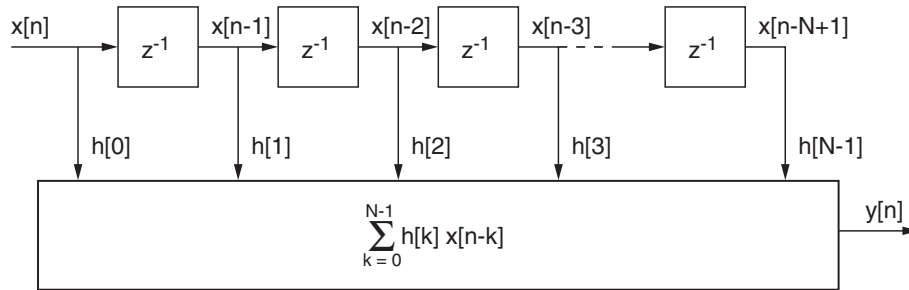 x[n] x[n-1] x[n-2] x[n-3] x[n-N+1]
z⁻¹ z⁻¹ z⁻¹ z⁻¹
h[0] h[1] h[2] h[3] h[N-1]
y[n]
N-1
∑ h[k] x[n-k]
k = 0